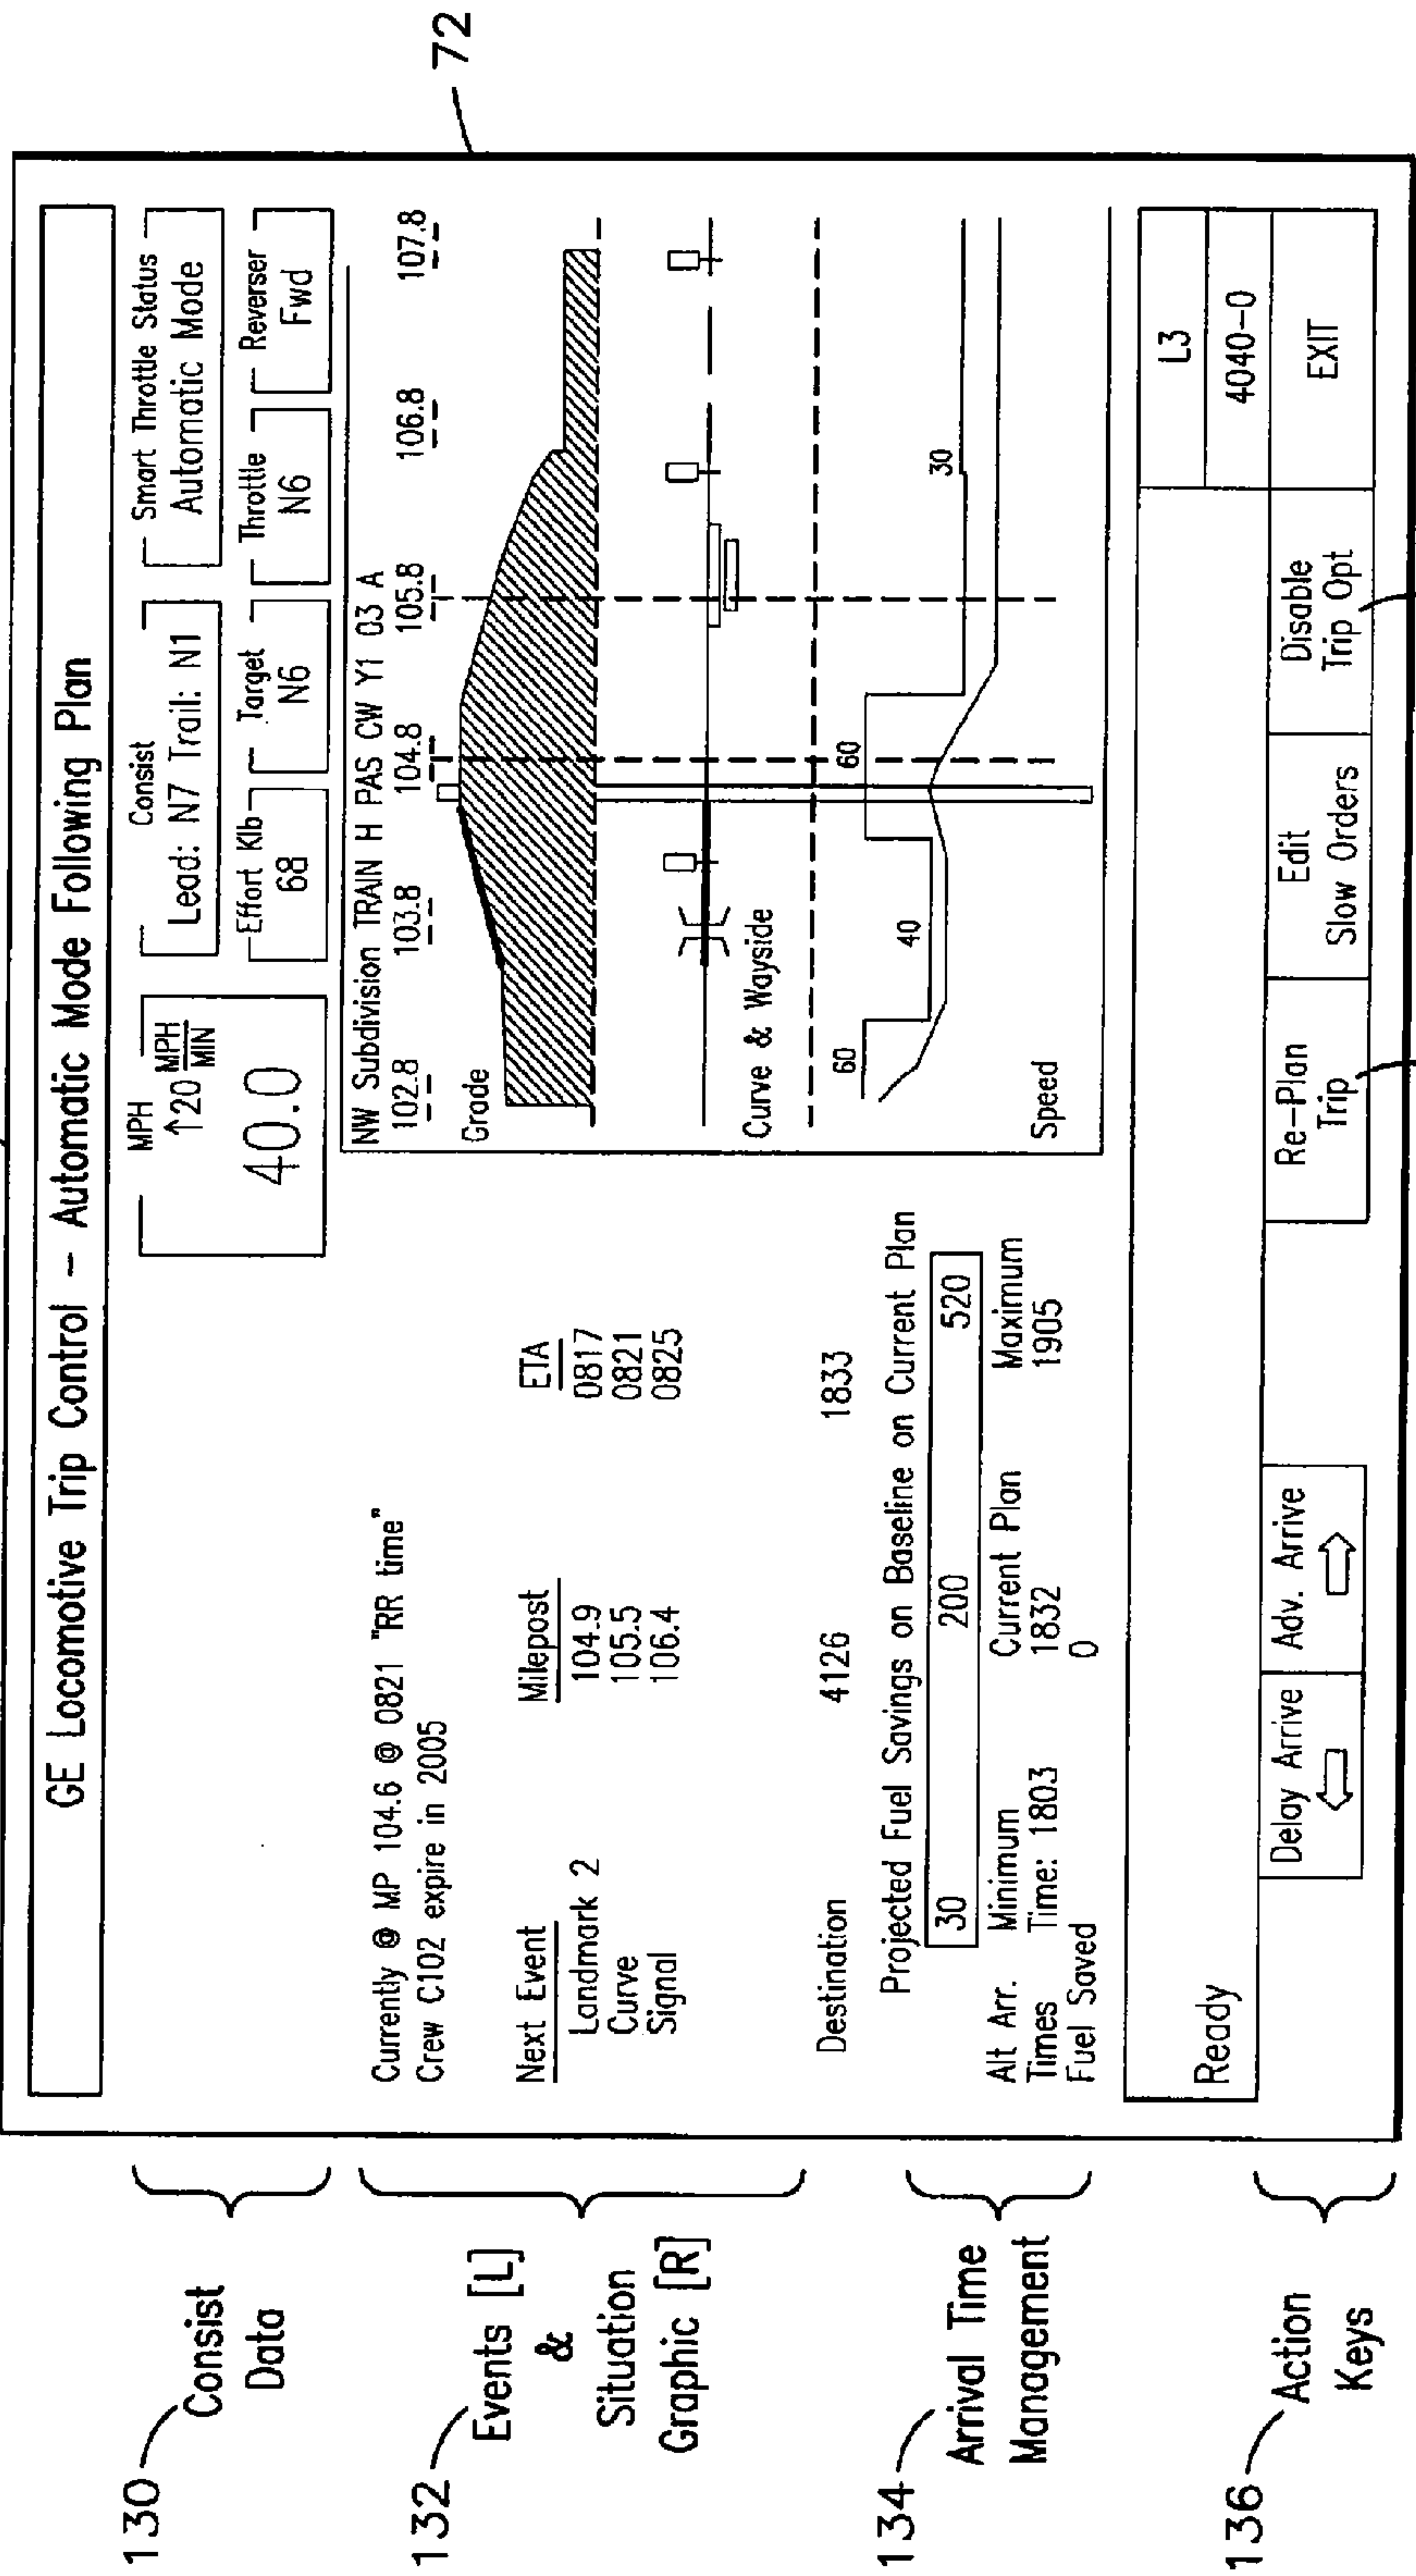 GE Locomotive Trip Control - Automatic Mode Following Plan
130
Consist
Data
MPH
↑20 MPH
MIN
40.0
Consist
Lead: N7 Trail: N1
Smart Throttle Status
Automatic Mode
Effort Klb
68
Target
N6
Throttle
N6
Reverser
Fwd
72
132
Events [L]
&
Situation
Graphic [R]
Currently @ MP 104.6 @ 0821 "RR time"
Crew C102 expire in 2005
Next Event Milepost ETA
Landmark 2 104.9 0817
Curve 105.5 0821
Signal 106.4 0825
Destination 4126 1833
NW Subdivision TRAIN H PAS CW Y1 03 A
102.8 103.8 104.8 105.8 106.8 107.8
Grade
Curve & Wayside
60
40
60
30
Speed
134
Arrival Time
Management
Projected Fuel Savings on Baseline on Current Plan
30 200 520
Alt Arr. Minimum Current Plan Maximum
Times Time: 1803 1832 1905
Fuel Saved 0
Ready
L3
4040-0
136
Action
Keys
Delay Arrive
Adv. Arrive
Re-Plan
Trip
Edit
Slow Orders
Disable
Trip Opt
EXIT